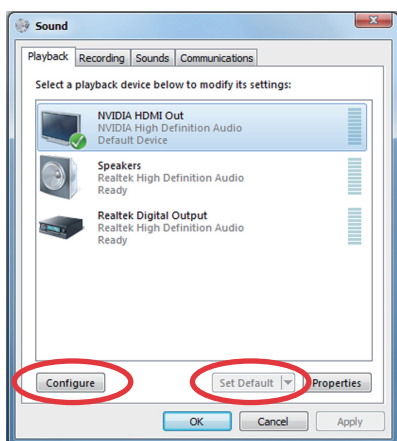 Sound
Playback Recording Sounds Communications
Select a playback device below to modify its settings:
NVIDIA HDMI Out
NVIDIA High Definition Audio
Default Device
Speakers
Realtek High Definition Audio
Ready
Realtek Digital Output
Realtek High Definition Audio
Ready
Configure Set Default Properties
OK Cancel Apply